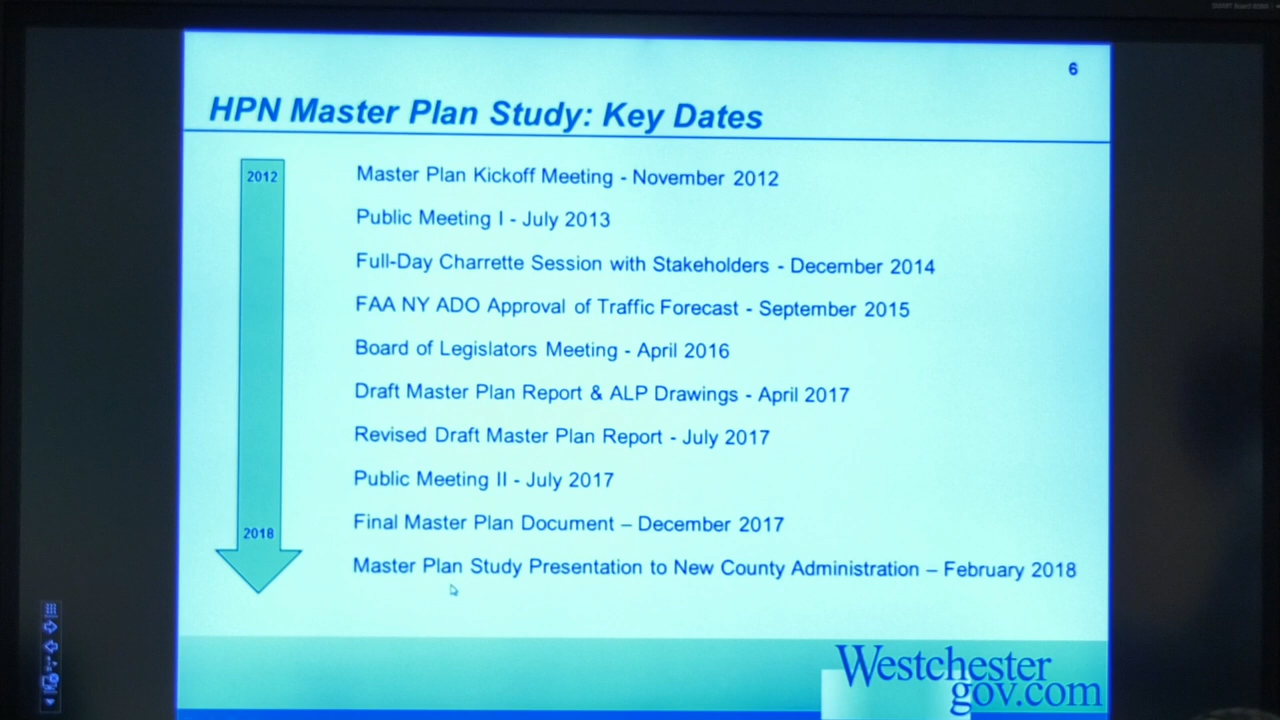 6
HPN Master Plan Study: Key Dates
2012
Master Plan Kickoff Meeting - November 2012
Public Meeting I - July 2013
Full-Day Charrette Session with Stakeholders - December 2014
FAA NY ADO Approval of Traffic Forecast - September 2015
Board of Legislators Meeting - April 2016
Draft Master Plan Report & ALP Drawings - April 2017
Revised Draft Master Plan Report - July 2017
Public Meeting II - July 2017
Final Master Plan Document – December 2017
2018
Master Plan Study Presentation to New County Administration – February 2018
Westchester
gov.com